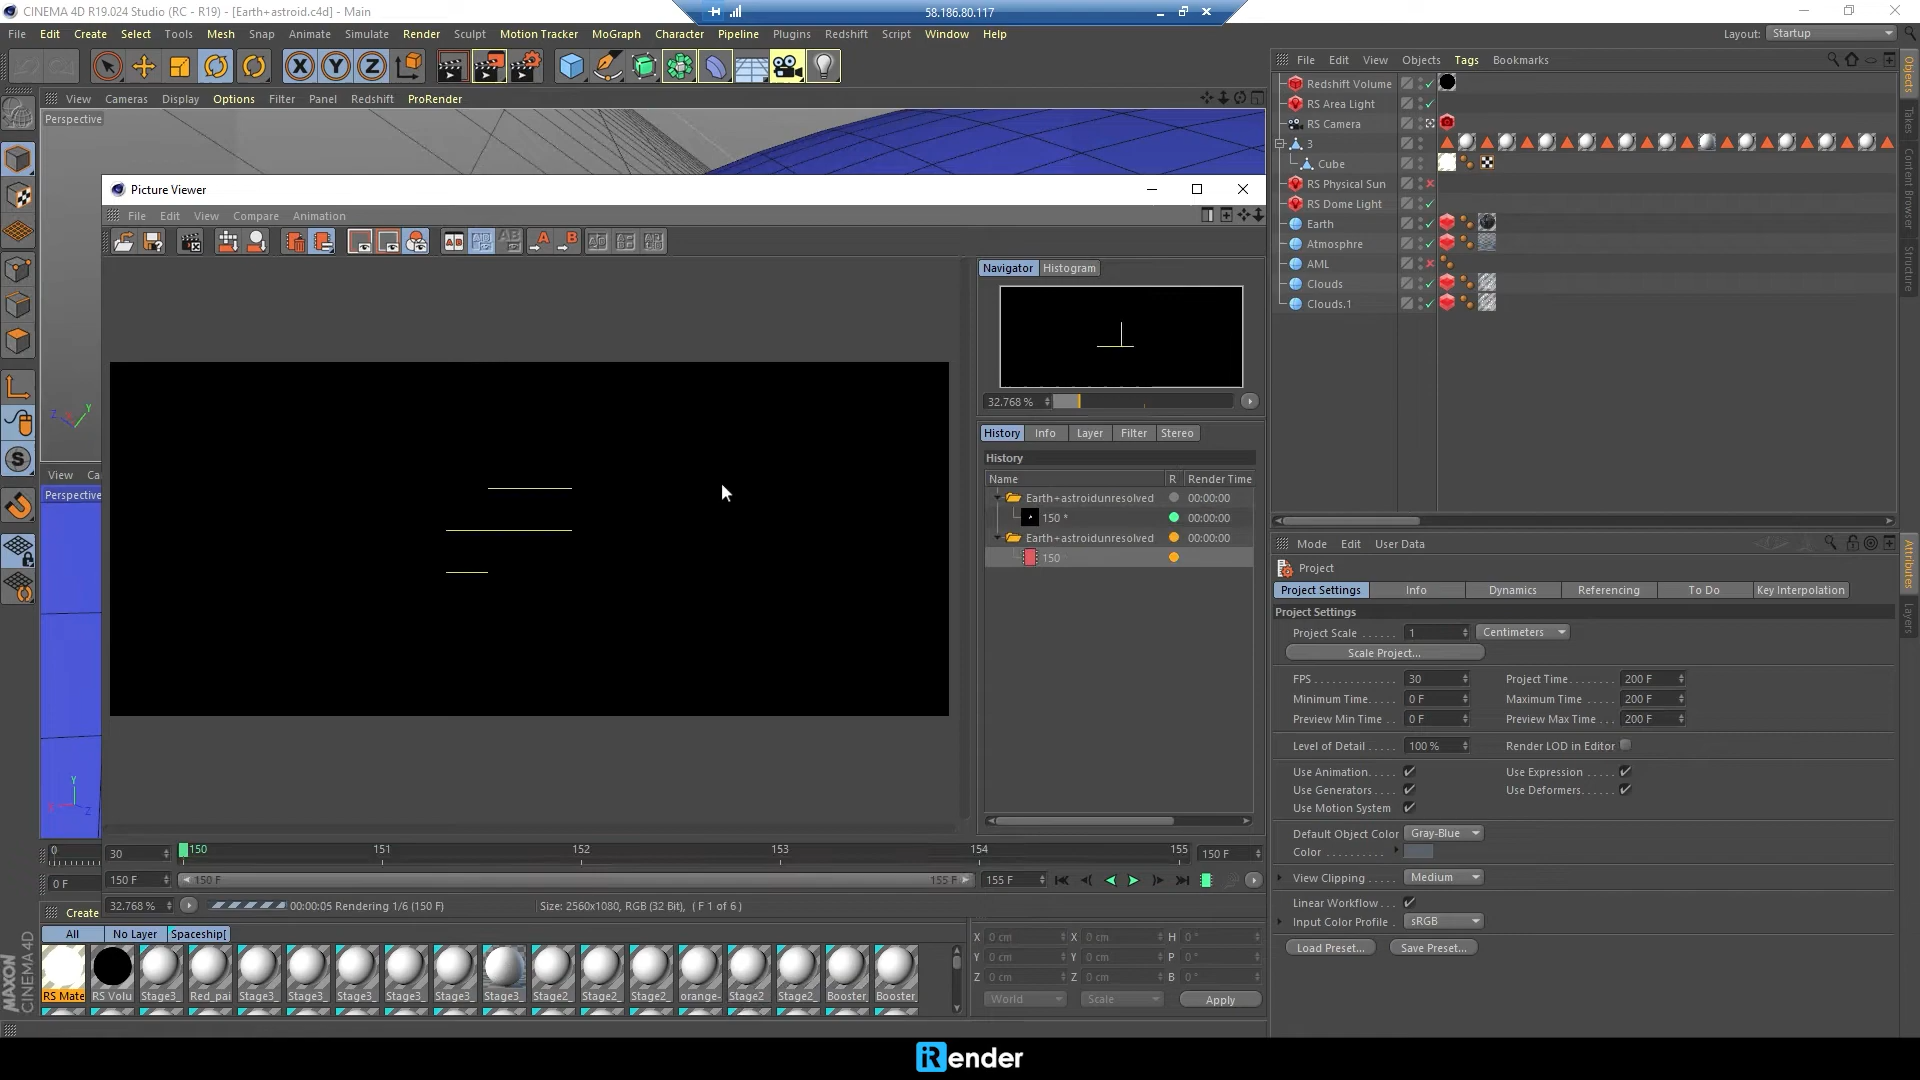 CINEMA 4D R19.024 Studio (RC - R19) - [Earth+astroid.c4d] - Main
58.186.80.117
File Edit Create Select Tools Mesh Snap Animate Simulate Render Sculpt Motion Tracker MoGraph Character Pipeline Plugins Redshift Script Window Help
Layout: Startup
X Y Z
File Edit View Objects Tags Bookmarks
View Cameras Display Options Filter Panel Redshift ProRender
Perspective
Redshift Volume
RS Area Light
RS Camera
3
Cube
RS Physical Sun
RS Dome Light
Earth
Atmosphre
AML
Clouds
Clouds.1
Objects
Takes
Content Browser
Structure
Picture Viewer
File Edit View Compare Animation
Navigator Histogram
32.768 %
History Info Layer Filter Stereo
History
Name R Render Time
Earth+astroidunresolved 00:00:00
150 * 00:00:00
Earth+astroidunresolved 00:00:00
150
View Ca
Perspective
Z Y
Y
Z
Mode Edit User Data
Project
Project Settings Info Dynamics Referencing To Do Key Interpolation
Project Settings
Project Scale . . . . . . 1 Centimeters
Scale Project...
FPS . . . . . . . . . . . . . . 30 Project Time . . . . . . . . 200 F
Minimum Time. . . . 0 F Maximum Time . . . . . 200 F
Preview Min Time . . 0 F Preview Max Time . . . 200 F
Level of Detail . . . . . 100 % Render LOD in Editor
Use Animation. . . . . Use Expression . . . . .
Use Generators . . . . Use Deformers. . . . . .
Use Motion System
Default Object Color Gray-Blue
Color . . . . . . . . . .
View Clipping . . . . . . Medium
Linear Workflow . . .
Input Color Profile . sRGB
Load Preset... Save Preset...
Attributes
Layers
0 30 150 151 152 153 154 155 150 F
0 F 150 F 150 F 155 F 155 F
32.768 % 00:00:05 Rendering 1/6 (150 F) Size: 2560x1080, RGB (32 Bit), ( F 1 of 6 )
Create
All No Layer Spaceship[
RS Mate RS Volu Stage3_ Red_pai Stage3_ Stage3_ Stage3_ Stage3_ Stage3_ Stage3_ Stage2_ Stage2_ Stage2_ orange- Stage2 Stage2_ Booster_ Booster_
X 0 cm X 0 cm H 0 °
Y 0 cm Y 0 cm P 0 °
Z 0 cm Z 0 cm B 0 °
World Scale Apply
MAXON
CINEMA 4D
iRender